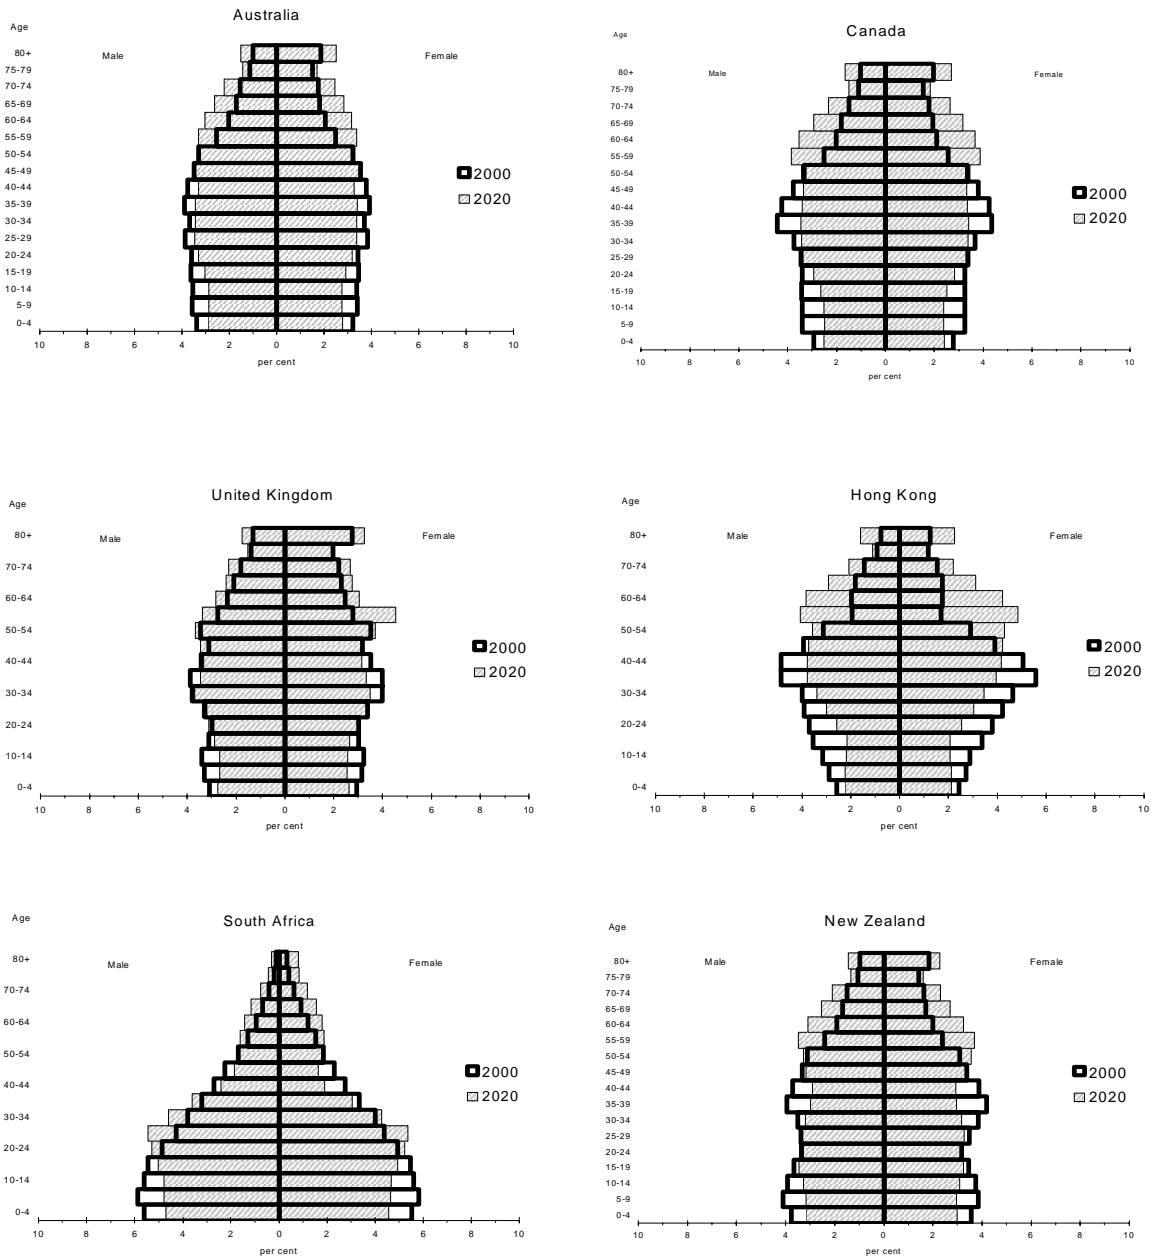 Australia
Age
Male
Female
80+
75-79
70-74
65-69
60-64
55-59
50-54
45-49
40-44
35-39
30-34
25-29
20-24
15-19
10-14
5-9
0-4
2000
2020
10 8 6 4 2 0 2 4 6 8 10
per cent
Canada
Age
Male
Female
80+
75-79
70-74
65-69
60-64
55-59
50-54
45-49
40-44
35-39
30-34
25-29
20-24
15-19
10-14
5-9
0-4
2000
2020
10 8 6 4 2 0 2 4 6 8 10
per cent
United Kingdom
Age
Male
Female
80+
70-74
60-64
50-54
40-44
30-34
20-24
10-14
0-4
2000
2020
10 8 6 4 2 0 2 4 6 8 10
per cent
Hong Kong
Age
Male
Female
80+
70-74
60-64
50-54
40-44
30-34
20-24
10-14
0-4
2000
2020
10 8 6 4 2 0 2 4 6 8 10
per cent
South Africa
Age
Male
Female
80+
70-74
60-64
50-54
40-44
30-34
20-24
10-14
0-4
2000
2020
10 8 6 4 2 0 2 4 6 8 10
per cent
New Zealand
Age
Male
Female
80+
75-79
70-74
65-69
60-64
55-59
50-54
45-49
40-44
35-39
30-34
25-29
20-24
15-19
10-14
5-9
0-4
2000
2020
10 8 6 4 2 0 2 4 6 8 10
per cent